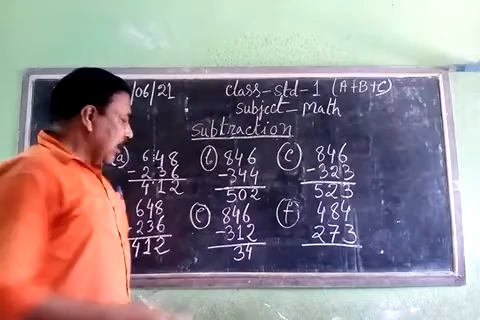 /06/21 Class-Std-1 (A+B+C)
Subject-Math
Subtraction
(a) 648 (b) 846 (c) 846
-236 -344 -323
412 502 523
648 (e) 846 (f) 484
236 -312 273
412 34